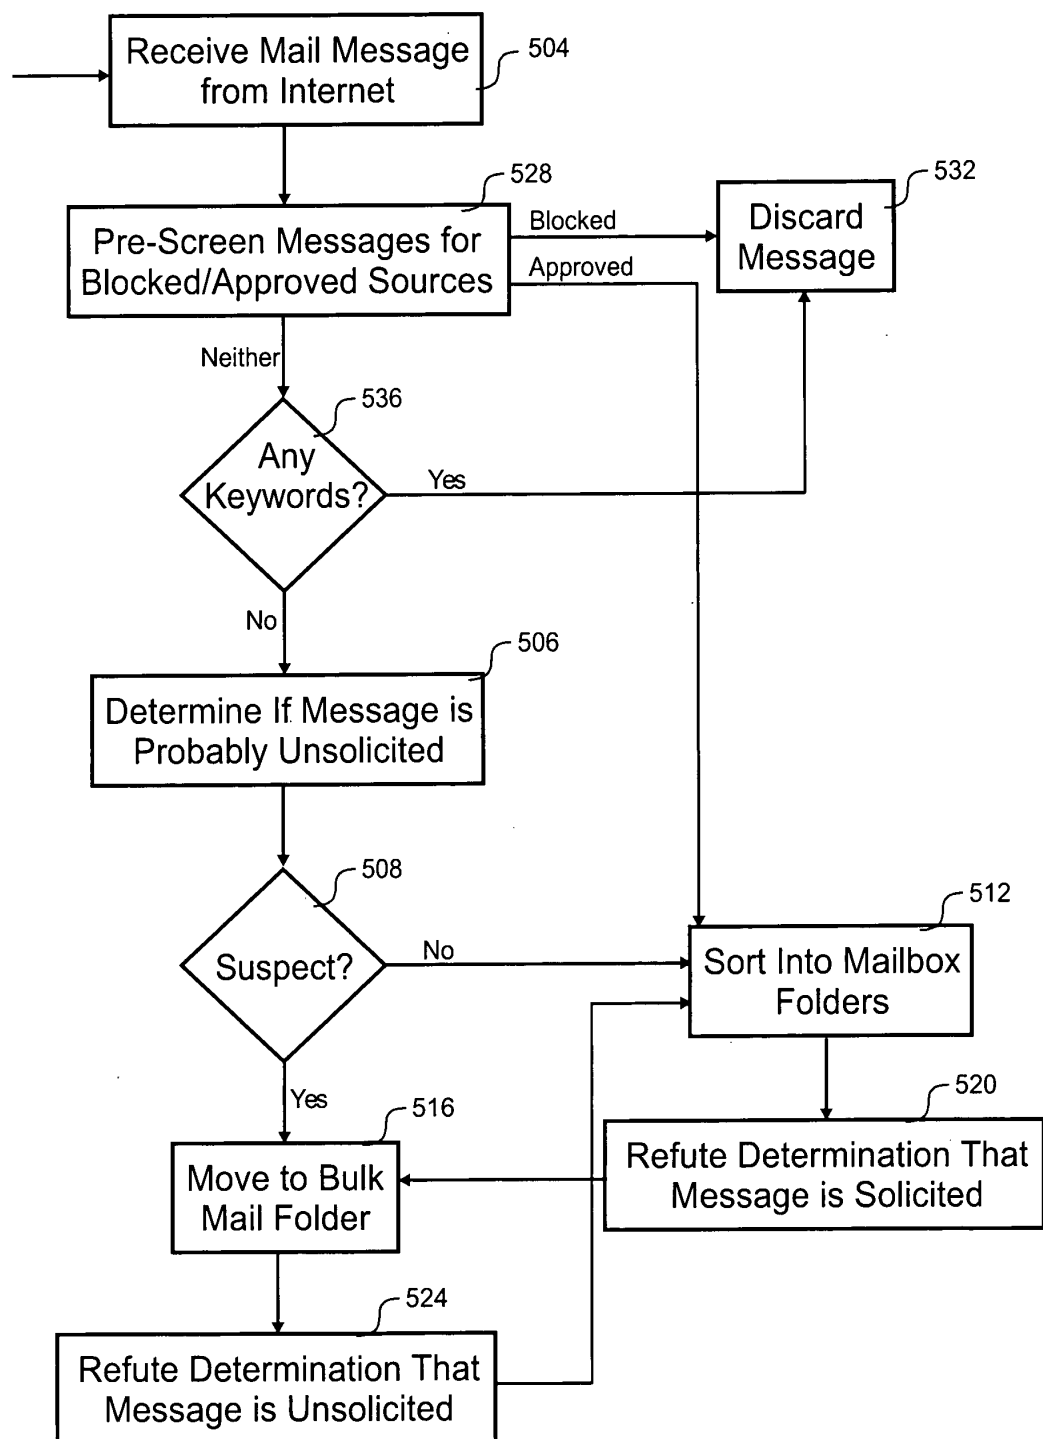 Receive Mail Message
from Internet
504
528
Pre-Screen Messages for
Blocked/Approved Sources
Blocked
Approved
532
Discard
Message
Neither
536
Any
Keywords?
Yes
No
506
Determine If Message is
Probably Unsolicited
508
Suspect?
No
512
Sort Into Mailbox
Folders
Yes
516
Move to Bulk
Mail Folder
520
Refute Determination That
Message is Solicited
524
Refute Determination That
Message is Unsolicited